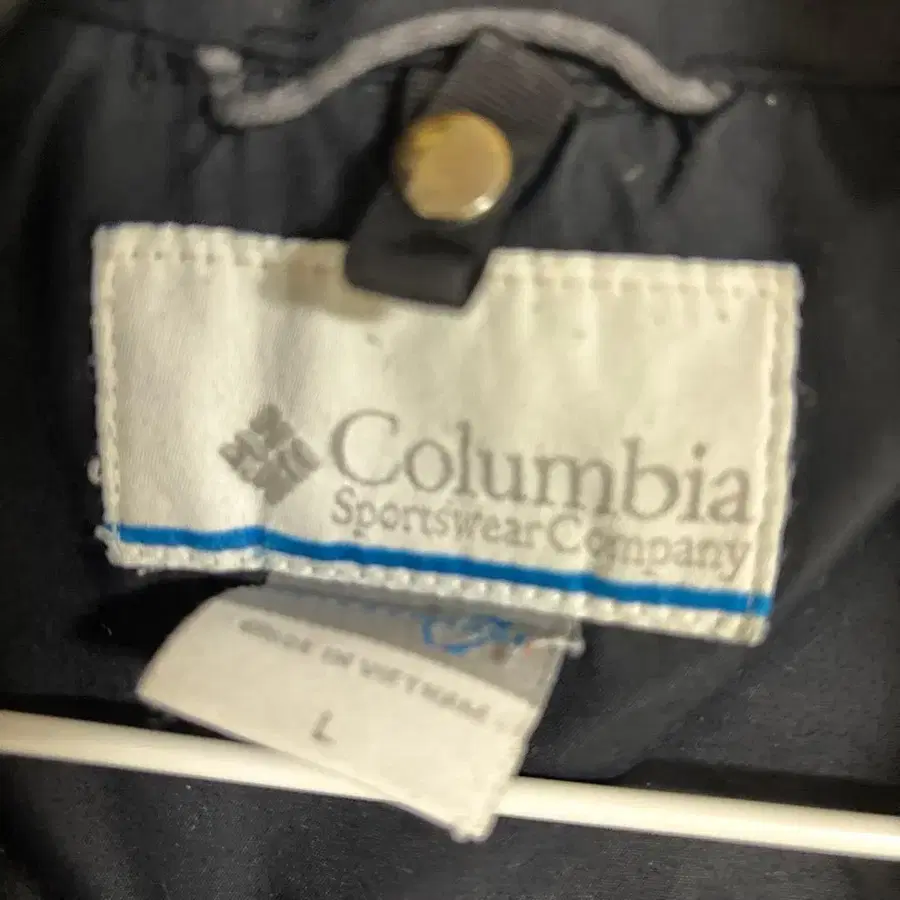 Columbia
Sportswear Company
MADE IN VIETNAM
L